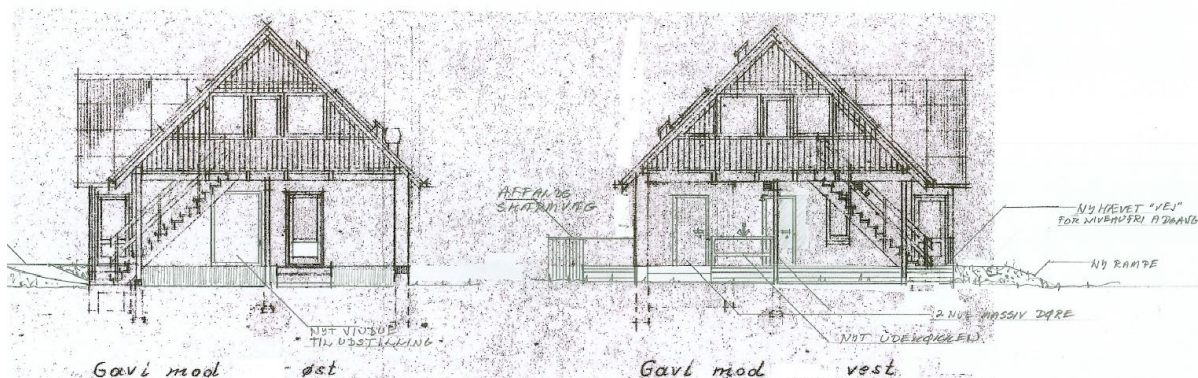 AFFALDS
SKÆRMVÆG
NY HÆVET "VEJ"
FOR NIVEAUFRI ADGANG
NY RAMPE
2 NYE MASSIV DØRE
NYT UDEKØKKEN
NYT VINDUE
TIL UDSTILLING
Gavl mod øst
Gavl mod vest